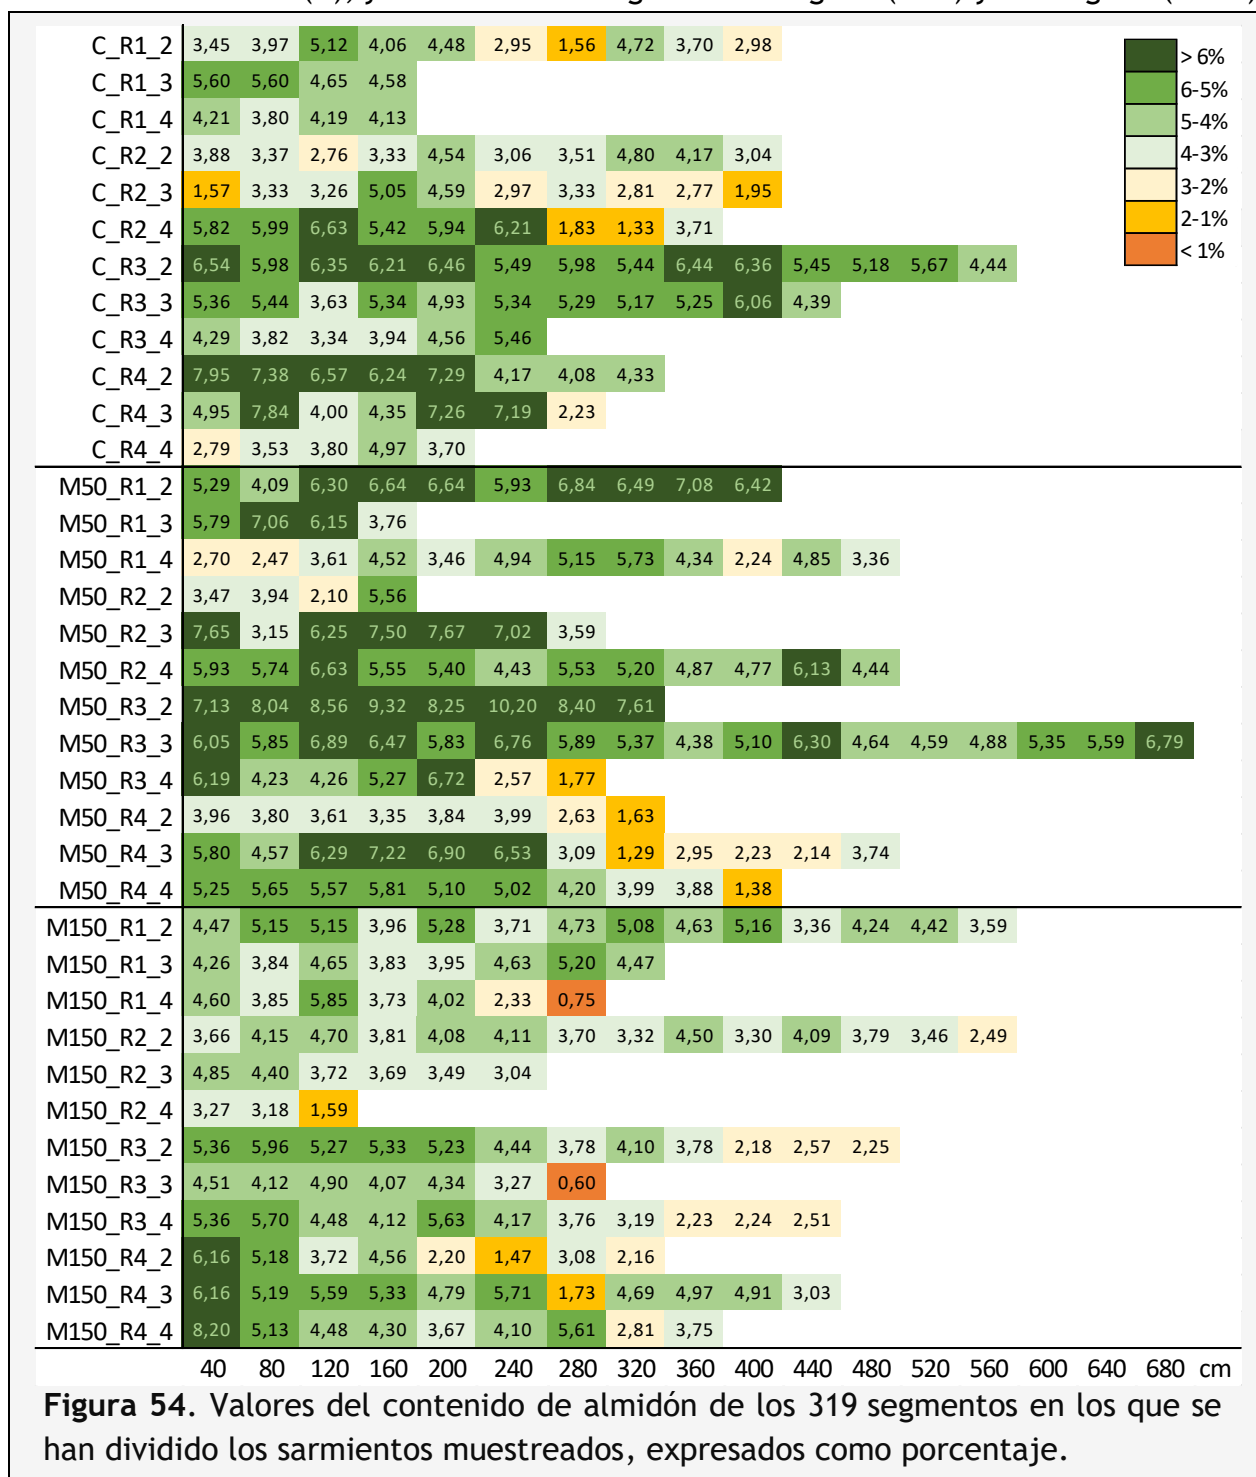 C_R1_2 3,45 3,97 5,12 4,06 4,48 2,95 1,56 4,72 3,70 2,98
C_R1_3 5,60 5,60 4,65 4,58
C_R1_4 4,21 3,80 4,19 4,13
C_R2_2 3,88 3,37 2,76 3,33 4,54 3,06 3,51 4,80 4,17 3,04
C_R2_3 1,57 3,33 3,26 5,05 4,59 2,97 3,33 2,81 2,77 1,95
C_R2_4 5,82 5,99 6,63 5,42 5,94 6,21 1,83 1,33 3,71
C_R3_2 6,54 5,98 6,35 6,21 6,46 5,49 5,98 5,44 6,44 6,36 5,45 5,18 5,67 4,44
C_R3_3 5,36 5,44 3,63 5,34 4,93 5,34 5,29 5,17 5,25 6,06 4,39
C_R3_4 4,29 3,82 3,34 3,94 4,56 5,46
C_R4_2 7,95 7,38 6,57 6,24 7,29 4,17 4,08 4,33
C_R4_3 4,95 7,84 4,00 4,35 7,26 7,19 2,23
C_R4_4 2,79 3,53 3,80 4,97 3,70
> 6%
6-5%
5-4%
4-3%
3-2%
2-1%
< 1%
M50_R1_2 5,29 4,09 6,30 6,64 6,64 5,93 6,84 6,49 7,08 6,42
M50_R1_3 5,79 7,06 6,15 3,76
M50_R1_4 2,70 2,47 3,61 4,52 3,46 4,94 5,15 5,73 4,34 2,24 4,85 3,36
M50_R2_2 3,47 3,94 2,10 5,56
M50_R2_3 7,65 3,15 6,25 7,50 7,67 7,02 3,59
M50_R2_4 5,93 5,74 6,63 5,55 5,40 4,43 5,53 5,20 4,87 4,77 6,13 4,44
M50_R3_2 7,13 8,04 8,56 9,32 8,25 10,20 8,40 7,61
M50_R3_3 6,05 5,85 6,89 6,47 5,83 6,76 5,89 5,37 4,38 5,10 6,30 4,64 4,59 4,88 5,35 5,59 6,79
M50_R3_4 6,19 4,23 4,26 5,27 6,72 2,57 1,77
M50_R4_2 3,96 3,80 3,61 3,35 3,84 3,99 2,63 1,63
M50_R4_3 5,80 4,57 6,29 7,22 6,90 6,53 3,09 1,29 2,95 2,23 2,14 3,74
M50_R4_4 5,25 5,65 5,57 5,81 5,10 5,02 4,20 3,99 3,88 1,38
M150_R1_2 4,47 5,15 5,15 3,96 5,28 3,71 4,73 5,08 4,63 5,16 3,36 4,24 4,42 3,59
M150_R1_3 4,26 3,84 4,65 3,83 3,95 4,63 5,20 4,47
M150_R1_4 4,60 3,85 5,85 3,73 4,02 2,33 0,75
M150_R2_2 3,66 4,15 4,70 3,81 4,08 4,11 3,70 3,32 4,50 3,30 4,09 3,79 3,46 2,49
M150_R2_3 4,85 4,40 3,72 3,69 3,49 3,04
M150_R2_4 3,27 3,18 1,59
M150_R3_2 5,36 5,96 5,27 5,33 5,23 4,44 3,78 4,10 3,78 2,18 2,57 2,25
M150_R3_3 4,51 4,12 4,90 4,07 4,34 3,27 0,60
M150_R3_4 5,36 5,70 4,48 4,12 5,63 4,17 3,76 3,19 2,23 2,24 2,51
M150_R4_2 6,16 5,18 3,72 4,56 2,20 1,47 3,08 2,16
M150_R4_3 6,16 5,19 5,59 5,33 4,79 5,71 1,73 4,69 4,97 4,91 3,03
M150_R4_4 8,20 5,13 4,48 4,30 3,67 4,10 5,61 2,81 3,75
40 80 120 160 200 240 280 320 360 400 440 480 520 560 600 640 680 cm
Figura 54. Valores del contenido de almidón de los 319 segmentos en los que se
han dividido los sarmientos muestreados, expresados como porcentaje.